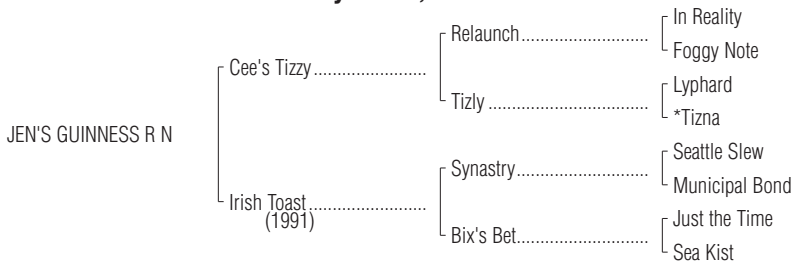 In Reality
Relaunch
Foggy Note
Cee's Tizzy
Lyphard
Tizly
*Tizna
JEN'S GUINNESS R N
Seattle Slew
Synastry
Municipal Bond
Irish Toast
(1991)
Just the Time
Bix's Bet
Sea Kist